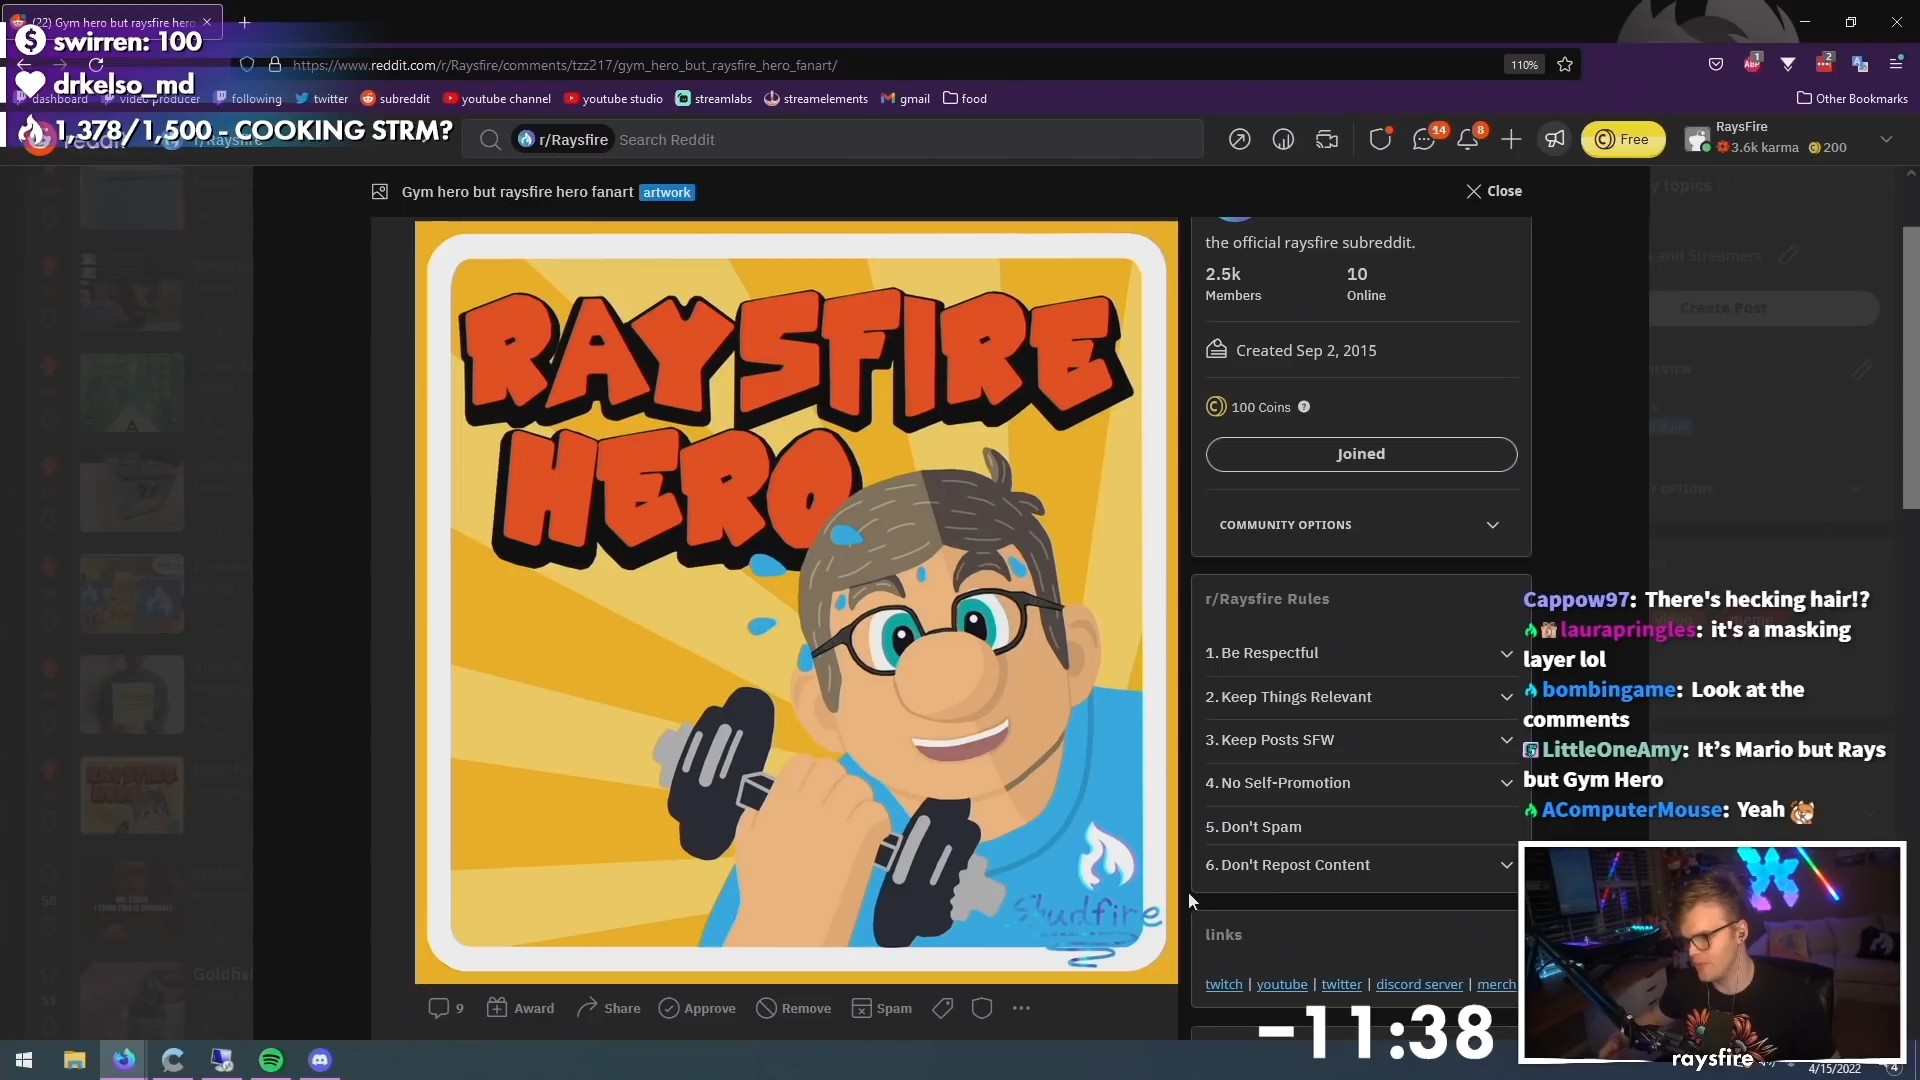 (22) Gym hero but raysfire hero
swirren: 100
https://www.reddit.com/r/Raysfire/comments/tzz217/gym_hero_but_raysfire_hero_fanart/
110%
drkelso_md
dashboard
video producer
following
twitter
subreddit
youtube channel
youtube studio
streamlabs
streamelements
gmail
food
Other Bookmarks
1,378/1,500 - COOKING STRM?
r/Raysfire
Search Reddit
14
8
Free
RaysFire
3.6k karma
200
Gym hero but raysfire hero fanart
artwork
Close
RAYSFIRE
HERO
Skudfire
the official raysfire subreddit.
2.5k
10
Members
Online
Created Sep 2, 2015
100 Coins
Joined
COMMUNITY OPTIONS
r/Raysfire Rules
1. Be Respectful
2. Keep Things Relevant
3. Keep Posts SFW
4. No Self-Promotion
5. Don't Spam
6. Don't Repost Content
links
twitch | youtube | twitter | discord server | merch
Create Post
Cappow97: There's hecking hair!?
laurapringles: it's a masking
layer lol
bombingame: Look at the
comments
LittleOneAmy: It's Mario but Rays
but Gym Hero
AComputerMouse: Yeah
9
Award
Share
Approve
Remove
Spam
-11:38
raysfire
4/15/2022
4